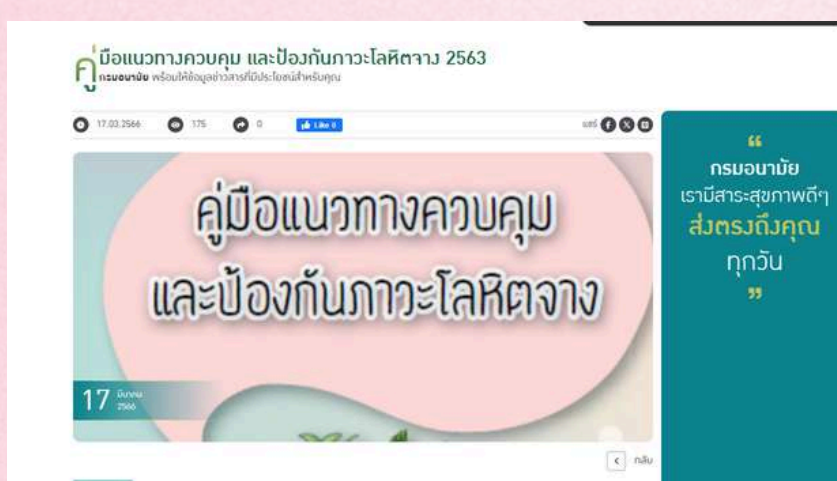 คู่มือแนวทางควบคุม และป้องกันภาวะโลหิตจาง 2563
กรมอนามัย พร้อมให้ข้อมูลข่าวสารที่มีประโยชน์สำหรับคุณ
17.03.2566 175 0 Like 0 แชร์
คู่มือแนวทางควบคุม
และป้องกันภาวะโลหิตจาง
17 มีนาคม
2566
กลับ
“
กรมอนามัย
เรามีสาระสุขภาพดีๆ
ส่งตรงถึงคุณ
ทุกวัน
”